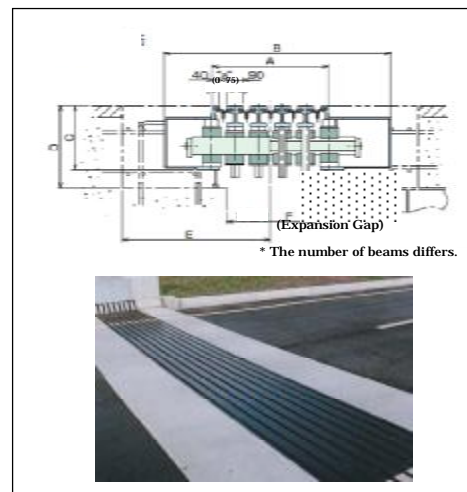 B
A
40 "a" 90
(0~75)
C
D
F
(Expansion Gap)
E
* The number of beams differs.